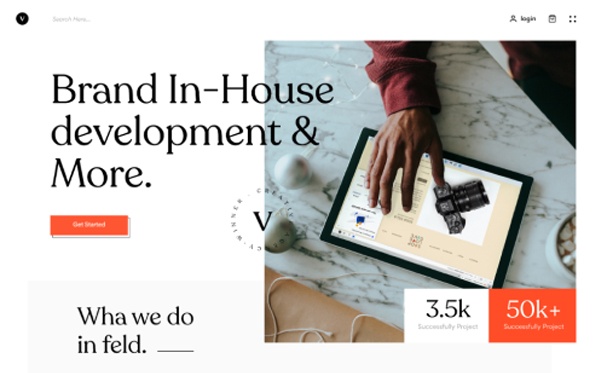 V
Search Here...
login
Brand In-House
development &
More.
Get Started
V
3.5k
Successfully Project
50k+
Successfully Project
Wha we do
in feld.